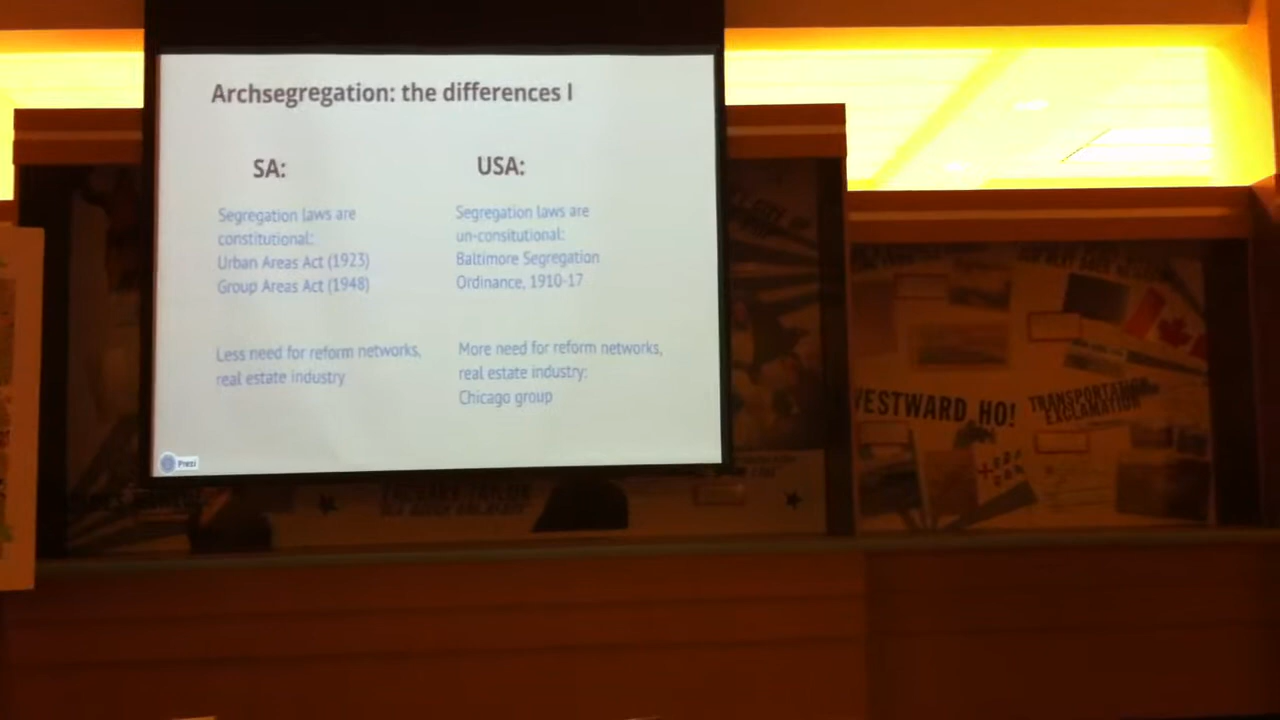 Archsegregation: the differences I
SA:
Segregation laws are
constitutional:
Urban Areas Act (1923)
Group Areas Act (1948)
Less need for reform networks,
real estate industry
USA:
Segregation laws are
un-consitutional:
Baltimore Segregation
Ordinance, 1910-17
More need for reform networks,
real estate industry:
Chicago group
Prezi
WESTWARD HO!
TRANSPORTATION
EXCLAMATION
ZACHARY TAYLOR